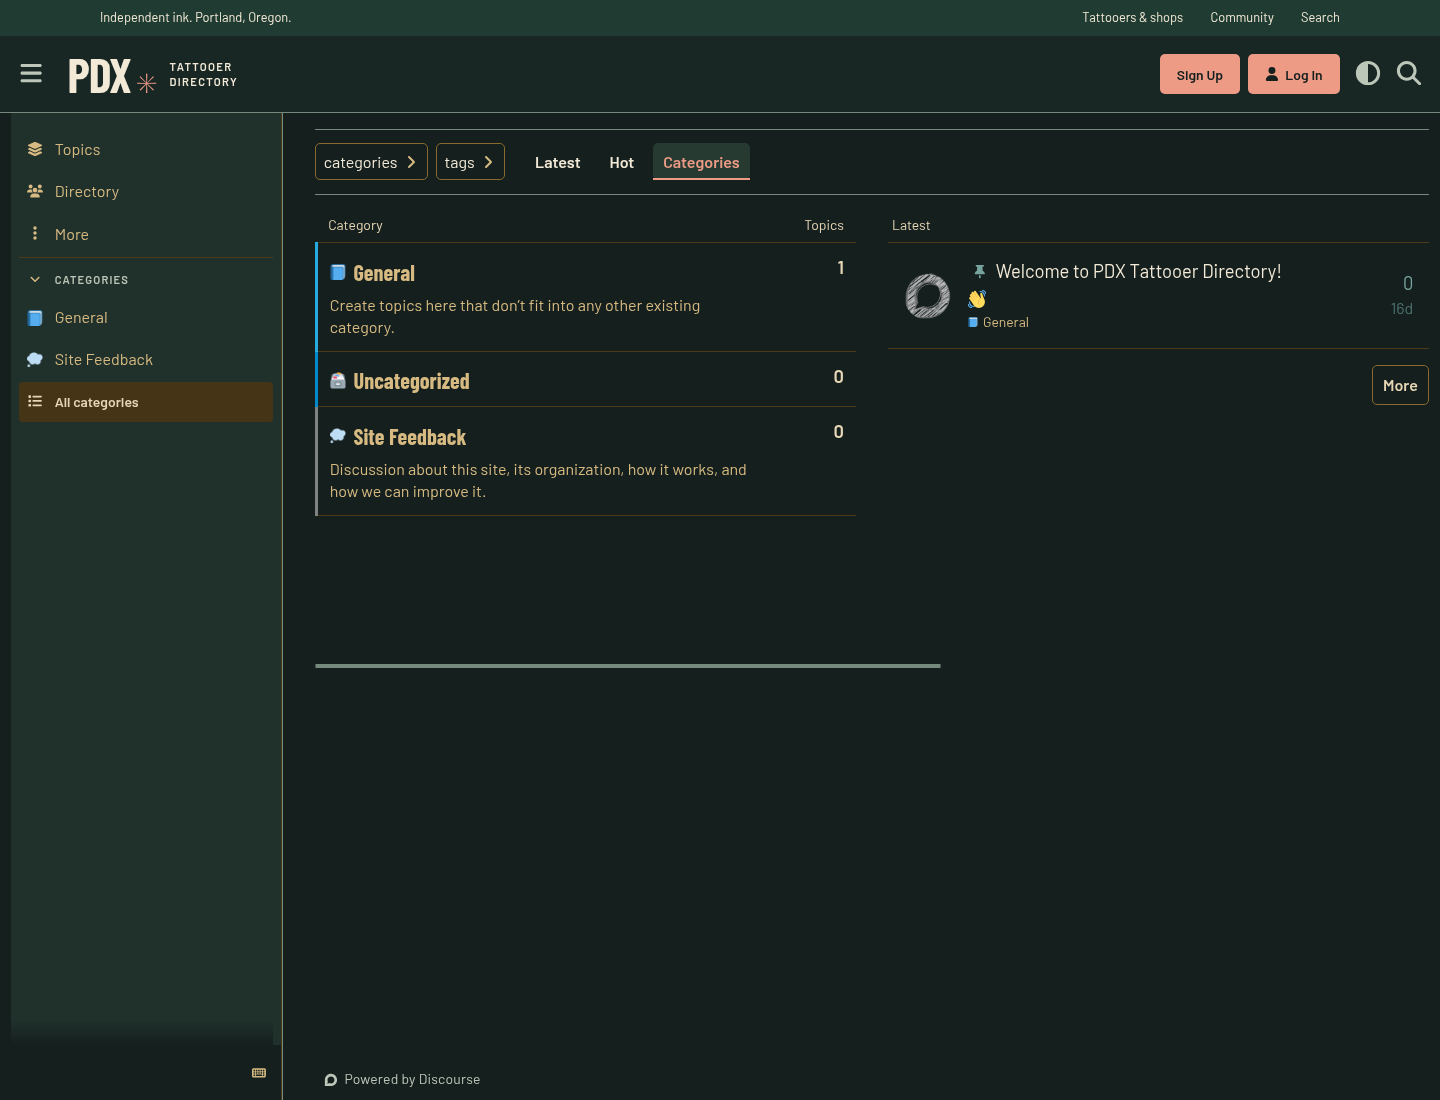 Independent ink. Portland, Oregon.
Tattooers & shops Community Search
PDX TATTOOER DIRECTORY
Sign Up Log In
Topics
Directory
More
CATEGORIES
General
Site Feedback
All categories
categories tags Latest Hot Categories
Category Topics
General 1
Create topics here that don’t fit into any other existing
category.
Uncategorized 0
Site Feedback 0
Discussion about this site, its organization, how it works, and
how we can improve it.
Latest
Welcome to PDX Tattooer Directory!
0
16d
General
More
Powered by Discourse